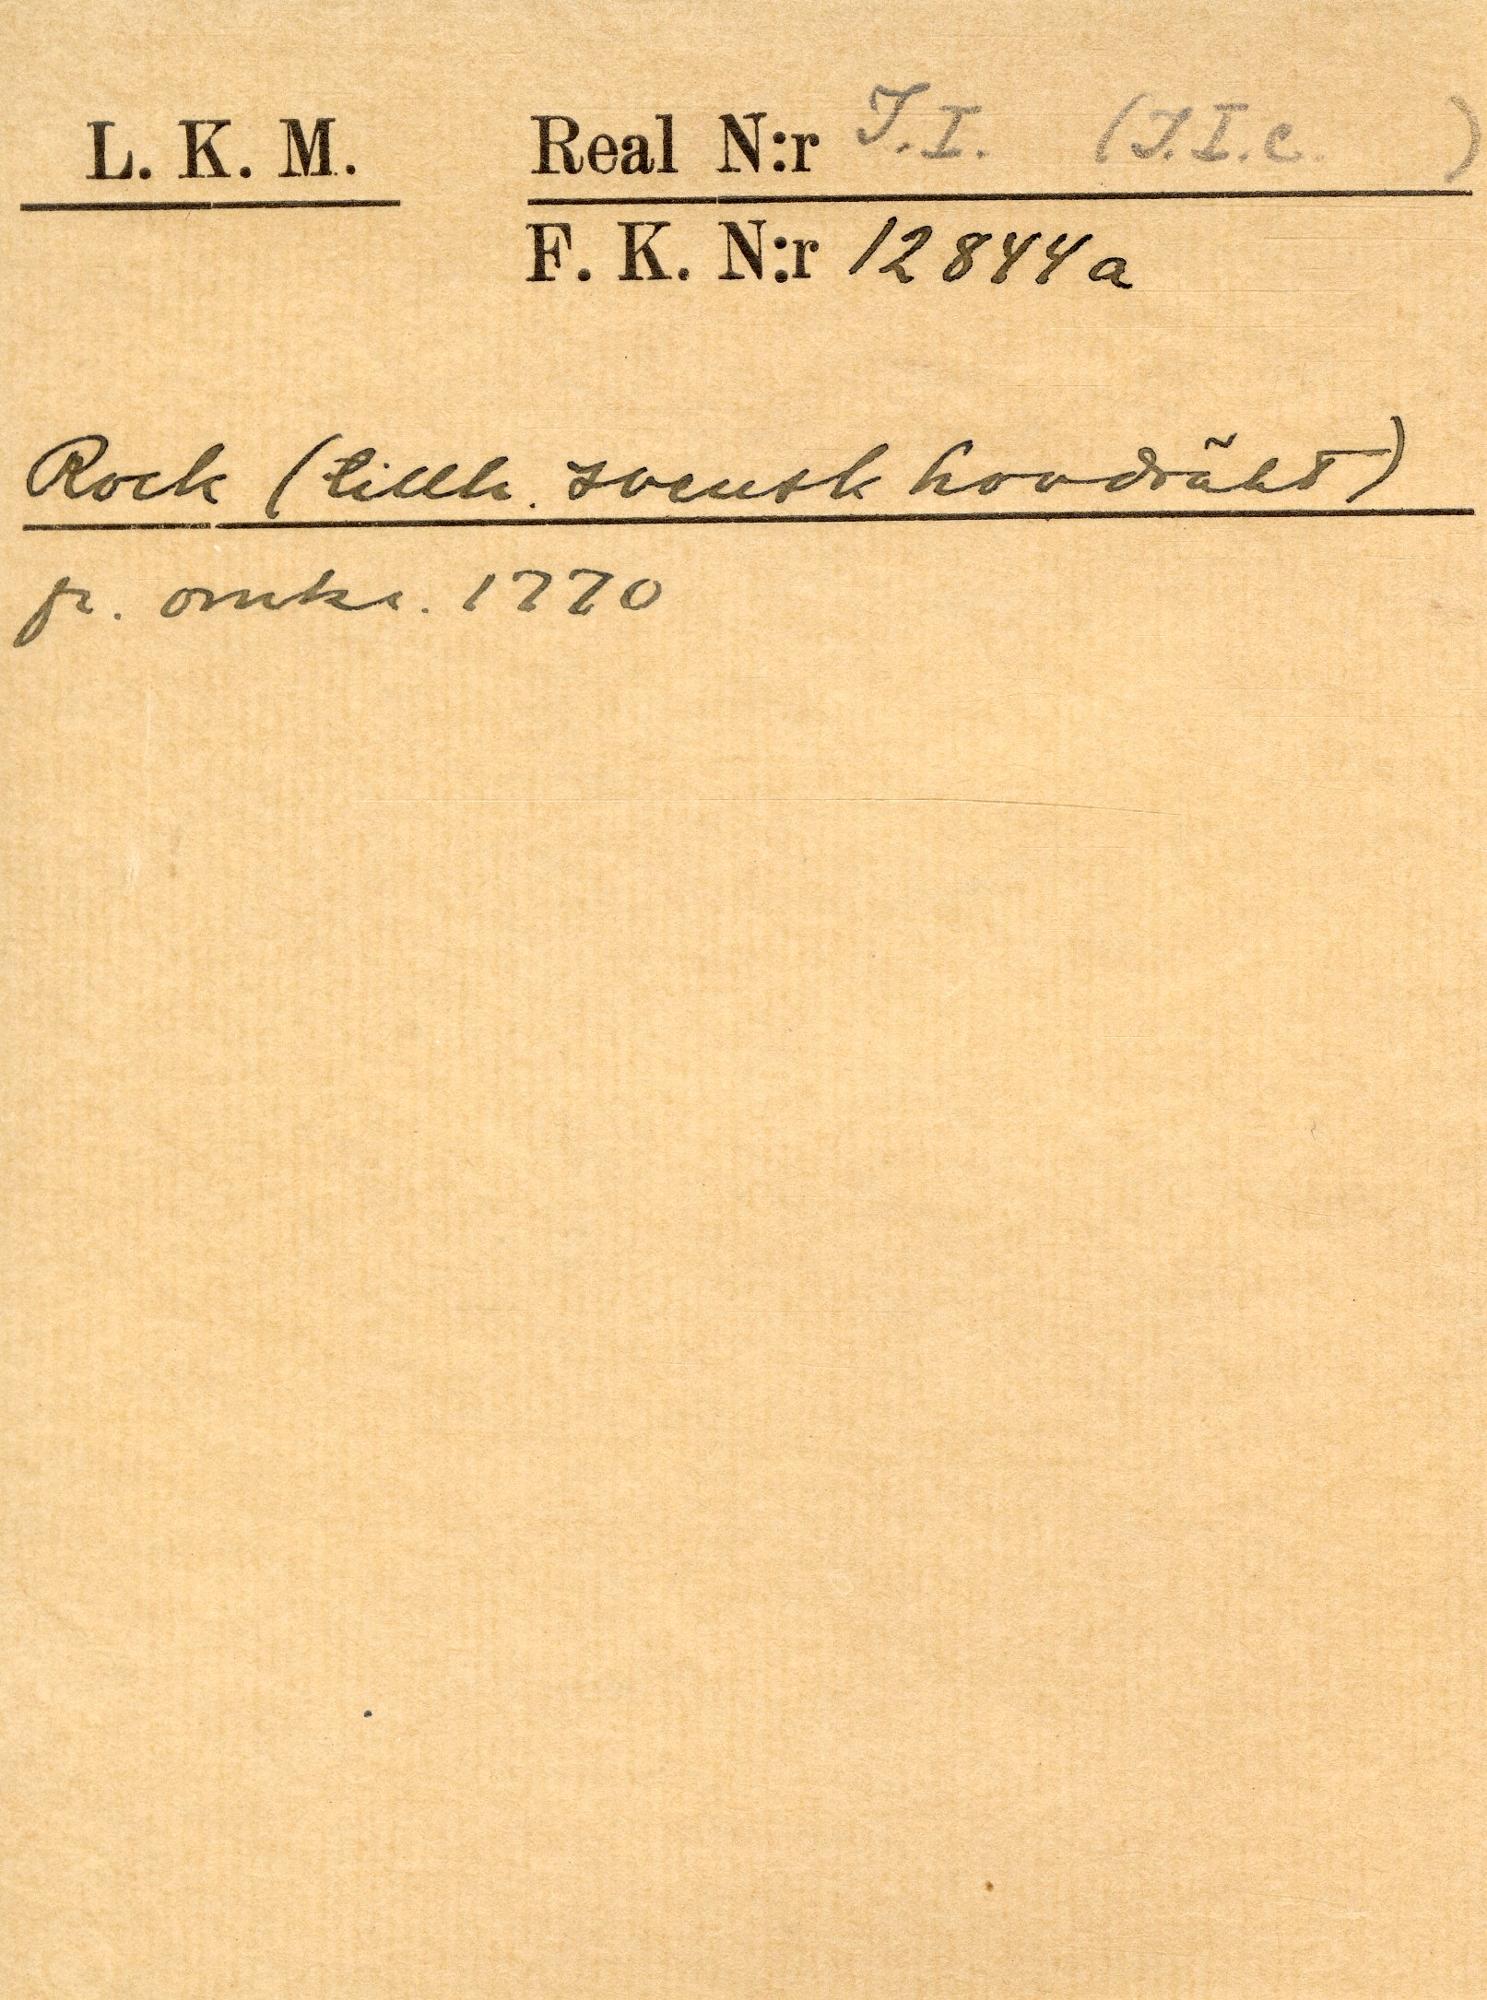 L. K. M. Real N:r J.I. (J.I.c. )
F. K. N:r 12844a
Rock (tillh. svensk hovdräkt)
fr. omkr. 1770